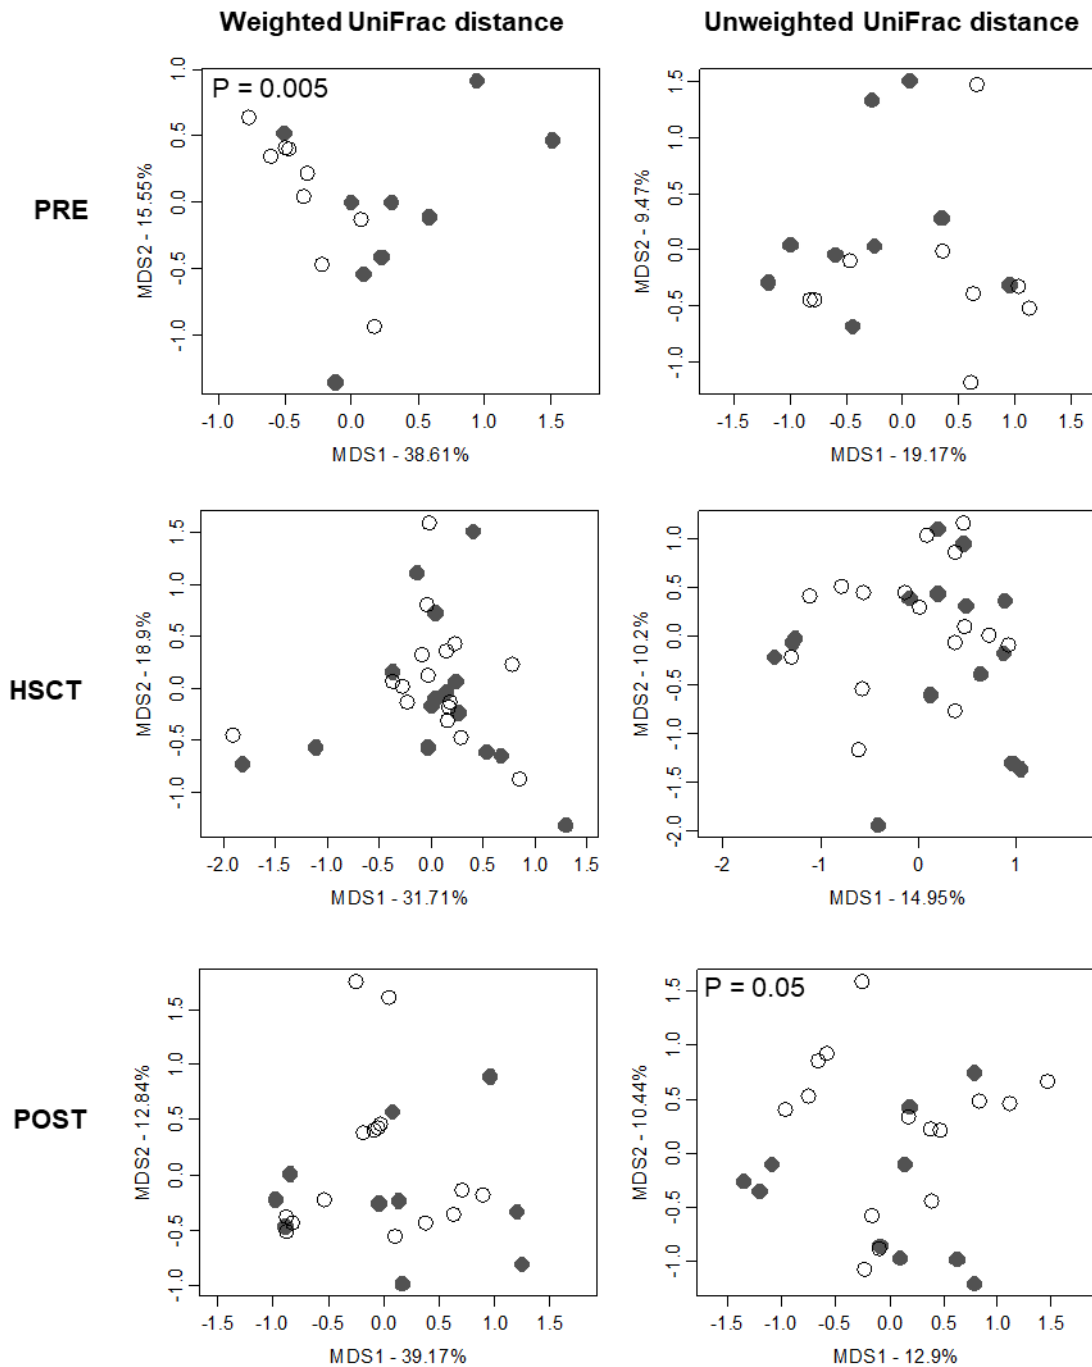 Weighted UniFrac distance
Unweighted UniFrac distance
PRE
P = 0.005
MDS2 - 15.55%
1.0
0.5
0.0
-0.5
-1.0
-1.0 -0.5 0.0 0.5 1.0 1.5
MDS1 - 38.61%
MDS2 - 9.47%
1.5
1.0
0.5
0.0
-0.5
-1.0
-1.5 -1.0 -0.5 0.0 0.5 1.0 1.5
MDS1 - 19.17%
HSCT
MDS2 - 18.9%
1.5
1.0
0.5
0.0
-0.5
-1.0
-2.0 -1.5 -1.0 -0.5 0.0 0.5 1.0 1.5
MDS1 - 31.71%
MDS2 - 10.2%
1.0
0.5
0.0
-0.5
-1.0
-1.5
-2.0
-2 -1 0 1
MDS1 - 14.95%
POST
MDS2 - 12.84%
1.5
1.0
0.5
0.0
-0.5
-1.0
-1.5 -1.0 -0.5 0.0 0.5 1.0 1.5
MDS1 - 39.17%
P = 0.05
MDS2 - 10.44%
1.5
1.0
0.5
0.0
-0.5
-1.0
-1.5 -1.0 -0.5 0.0 0.5 1.0 1.5
MDS1 - 12.9%